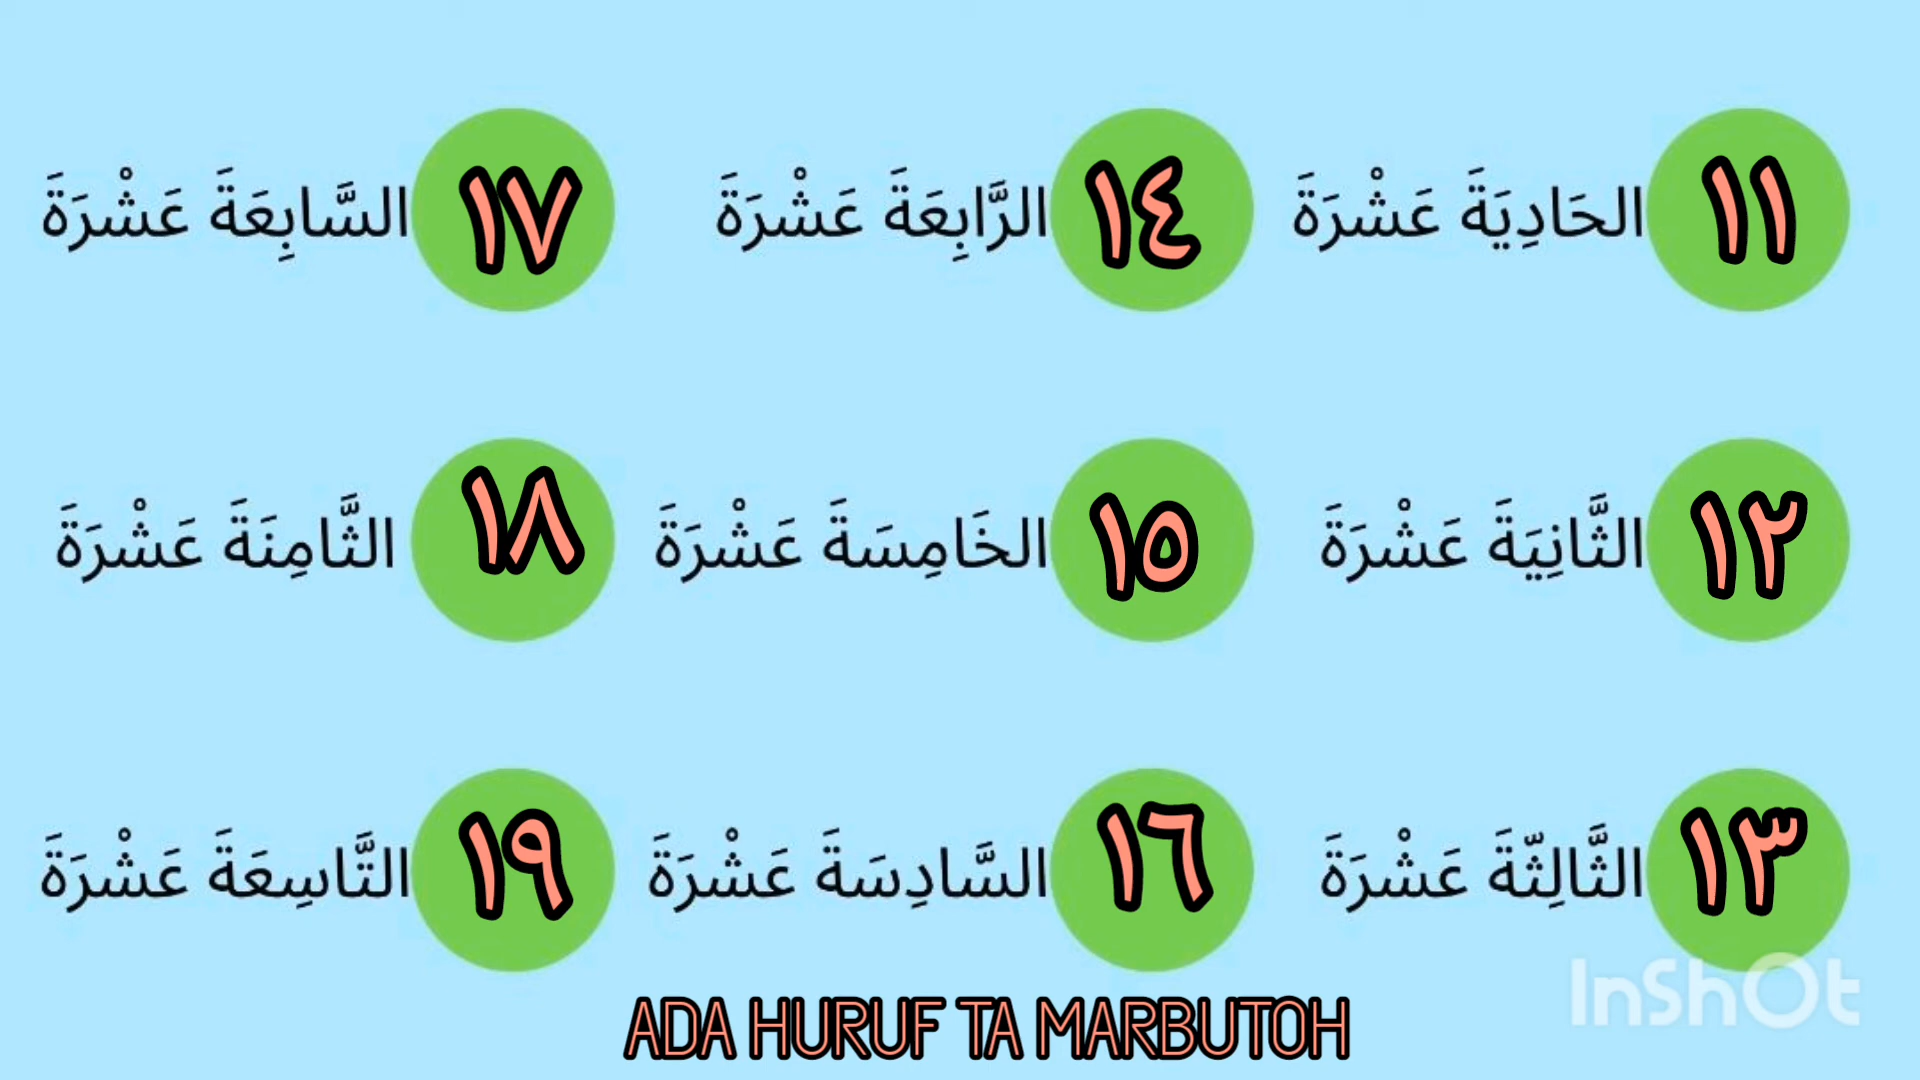 ١١ الحَادِيَةَ عَشْرَةَ
١٢ الثَّانِيَةَ عَشْرَةَ
١٣ الثَّالِثّةَ عَشْرَةَ
١٤ الرَّابِعَةَ عَشْرَةَ
١٥ الخَامِسَةَ عَشْرَةَ
١٦ السَّادِسَةَ عَشْرَةَ
١٧ السَّابِعَةَ عَشْرَةَ
١٨ الثَّامِنَةَ عَشْرَةَ
١٩ التَّاسِعَةَ عَشْرَةَ
ADA HURUF TA MARBUTOH
InShOt